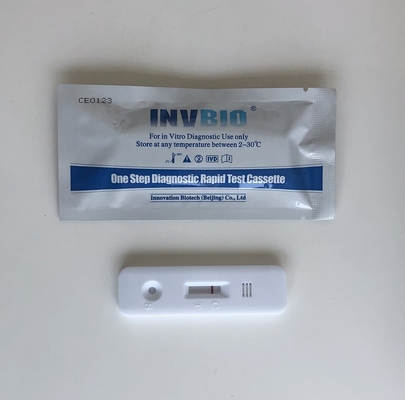 CE0123
INVBIO®
For in Vitro Diagnostic Use only
Store at any temperature between 2~30℃
IVD
One Step Diagnostic Rapid Test Cassette
Innovation Biotech (Beijing) Co., Ltd
S
T
C